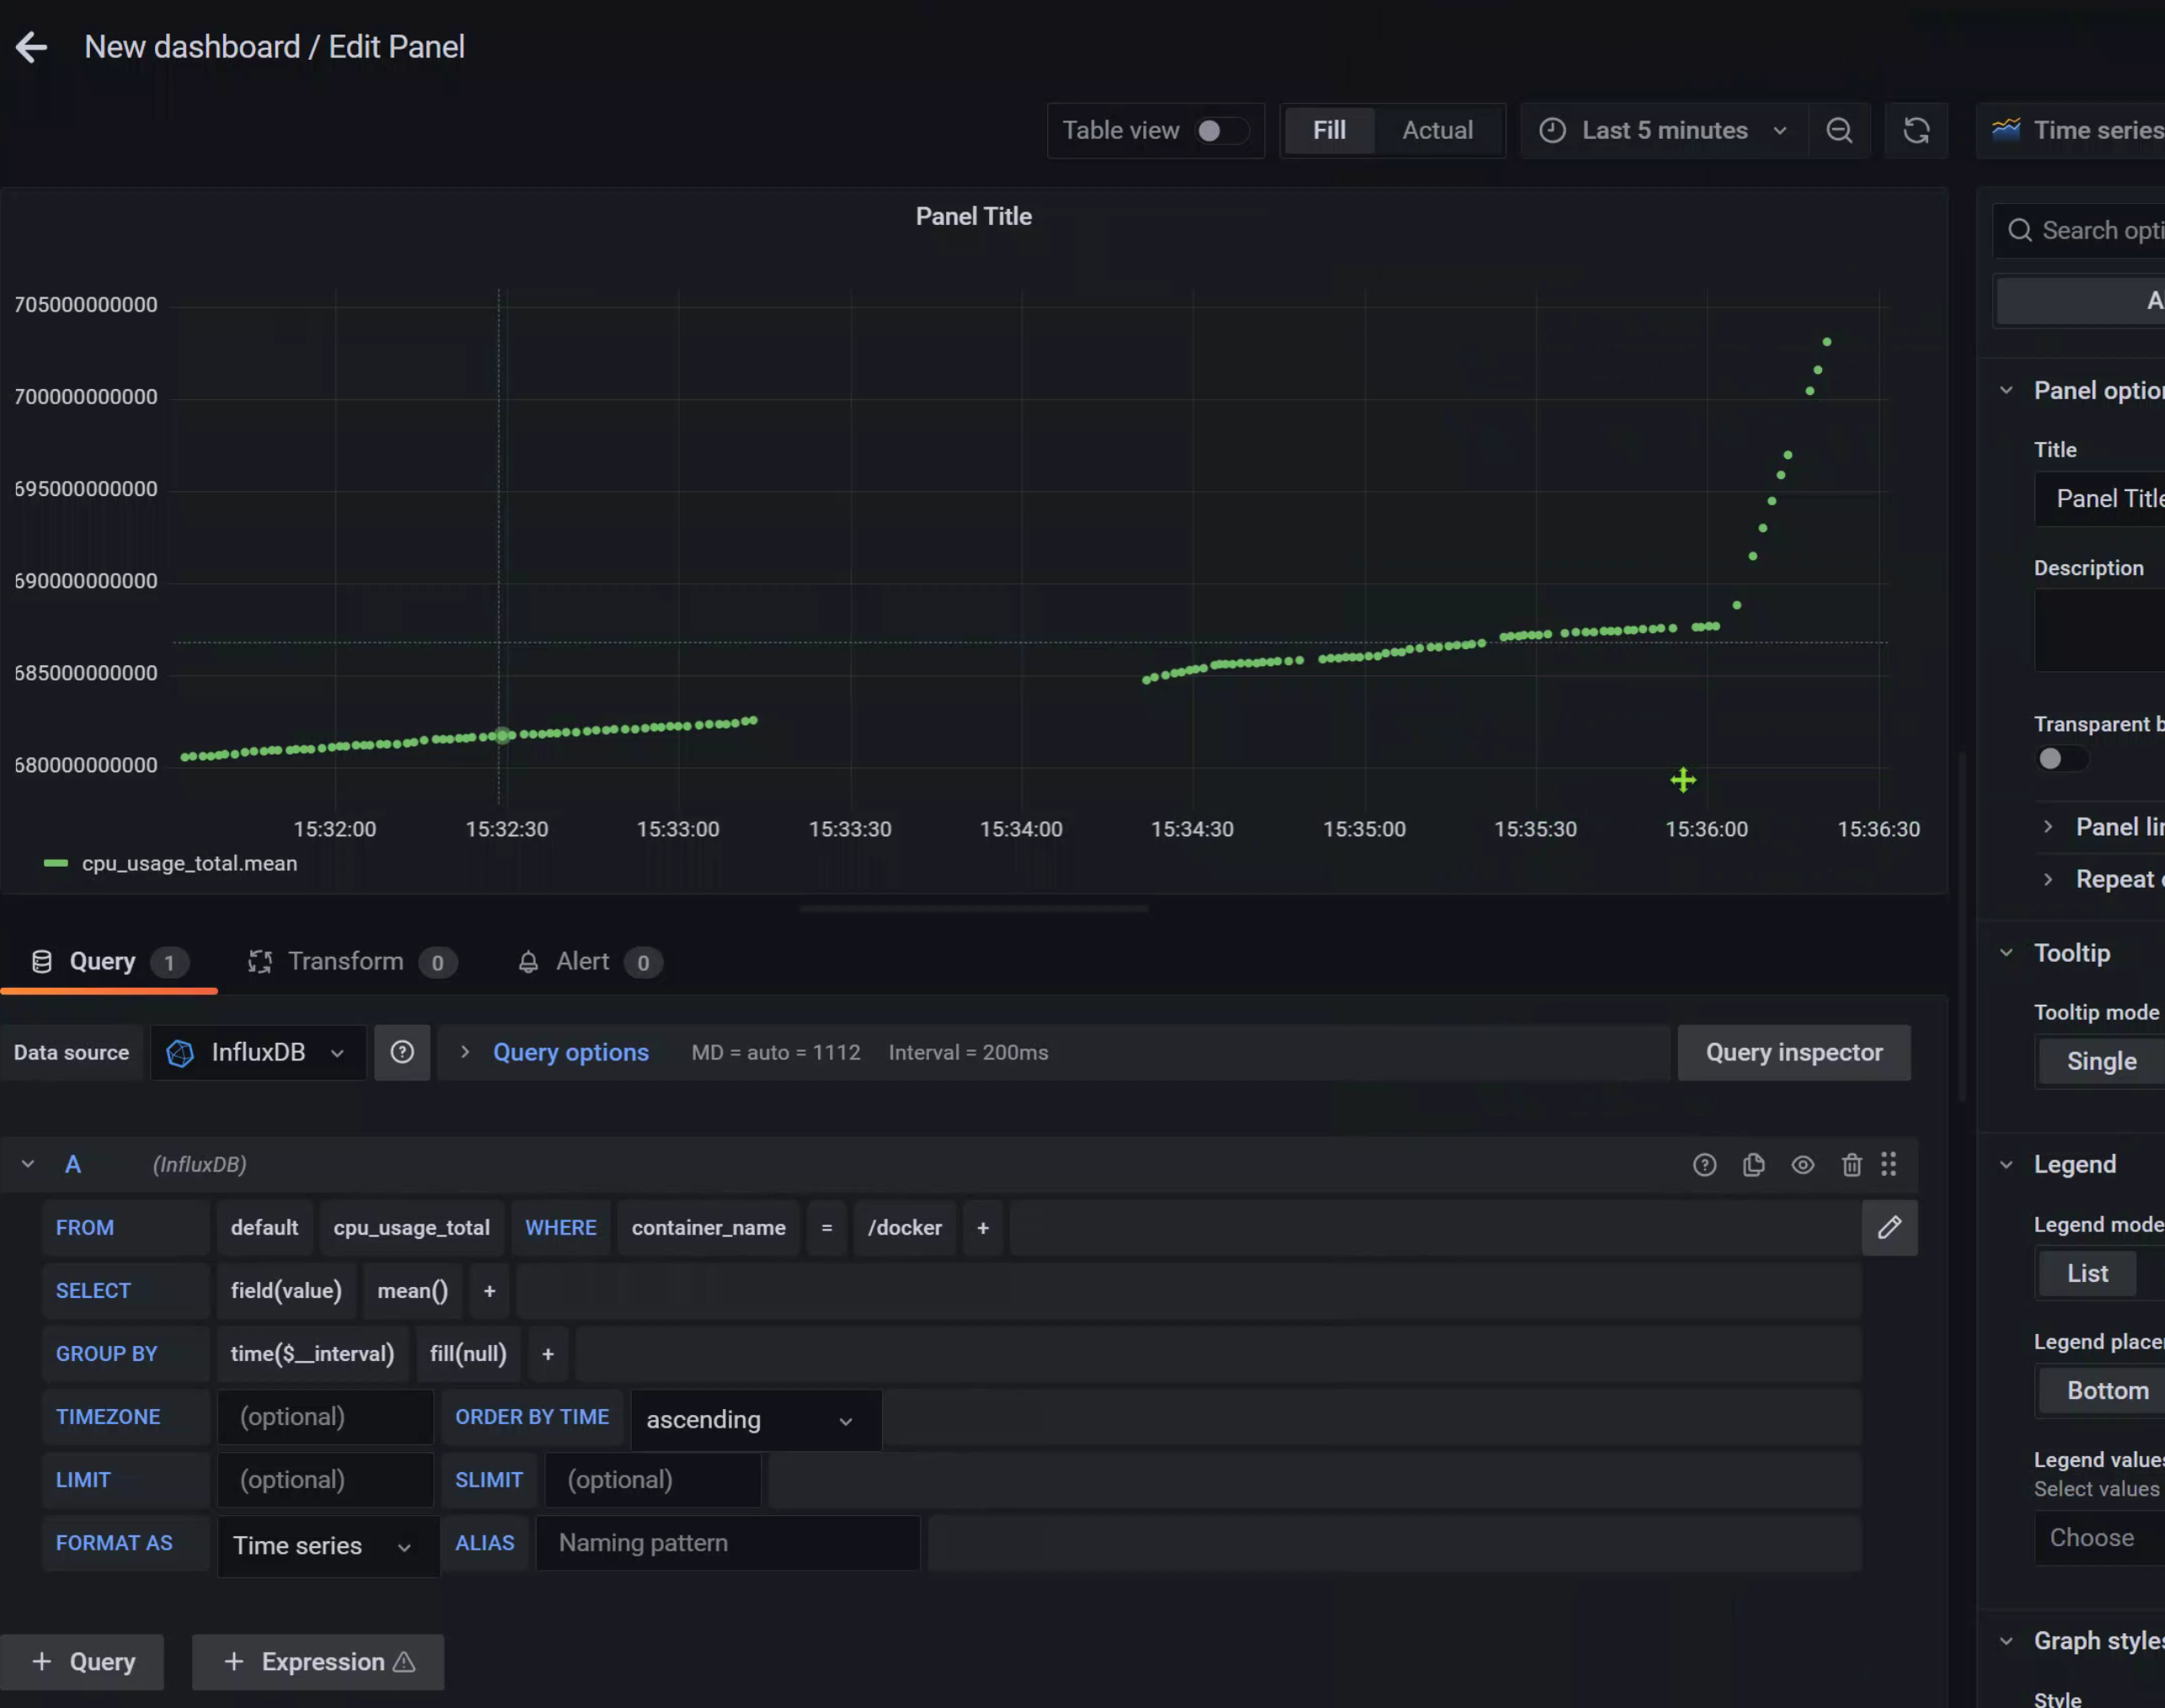 New dashboard / Edit Panel
Table view Fill Actual Last 5 minutes Time series
Panel Title
705000000000
700000000000
695000000000
690000000000
685000000000
680000000000
15:32:00 15:32:30 15:33:00 15:33:30 15:34:00 15:34:30 15:35:00 15:35:30 15:36:00 15:36:30
cpu_usage_total.mean
Query 1 Transform 0 Alert 0
Data source InfluxDB Query options MD = auto = 1112 Interval = 200ms Query inspector
A (InfluxDB)
FROM default cpu_usage_total WHERE container_name = /docker +
SELECT field(value) mean() +
GROUP BY time($__interval) fill(null) +
TIMEZONE (optional) ORDER BY TIME ascending
LIMIT (optional) SLIMIT (optional)
FORMAT AS Time series ALIAS Naming pattern
+ Query + Expression
Search opti
A
Panel option
Title
Panel Title
Description
Transparent b
Panel lin
Repeat o
Tooltip
Tooltip mode
Single
Legend
Legend mode
List
Legend placer
Bottom
Legend values
Select values
Choose
Graph styles
Style